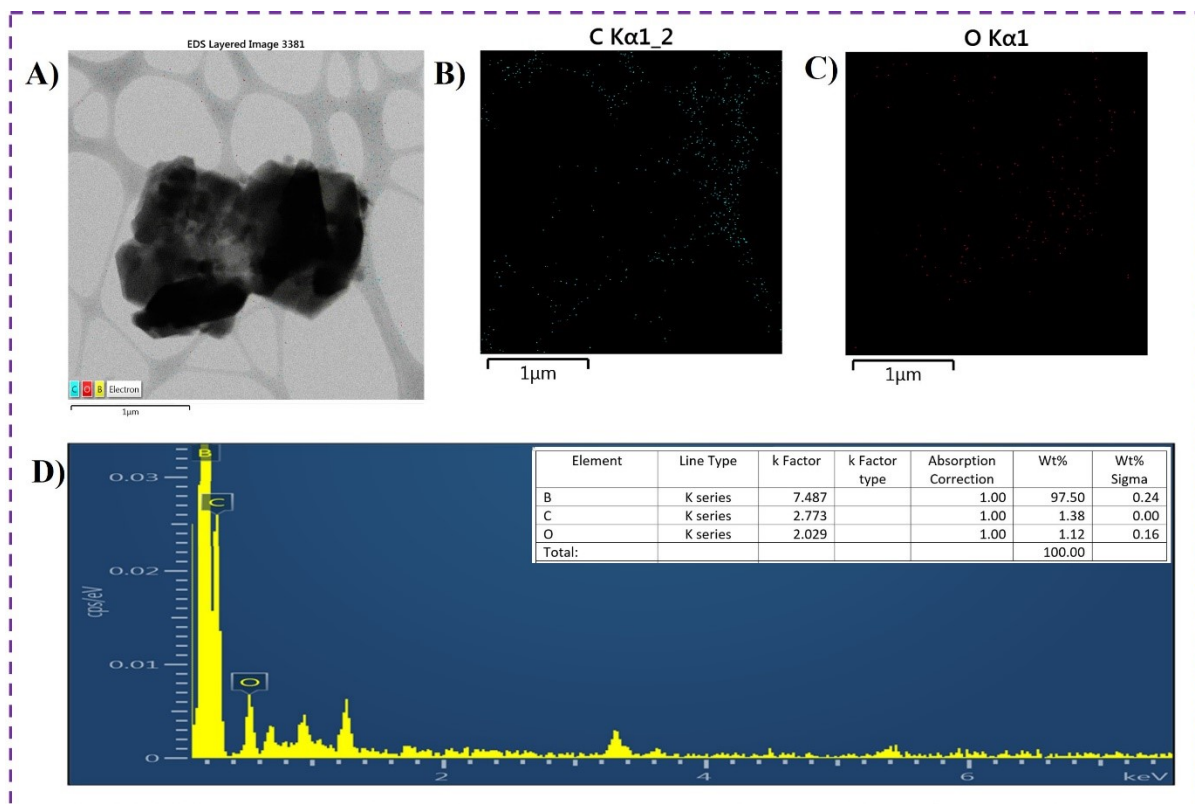 EDS Layered Image 3381
A)
C O B Electron
1μm
C Kα1_2
B)
1μm
O Kα1
C)
1μm
D)
B
C
O
0.03
0.02
0.01
0
cps/eV
2 4 6 keV
Element Line Type k Factor k Factor type Absorption Correction Wt% Wt% Sigma
B K series 7.487 1.00 97.50 0.24
C K series 2.773 1.00 1.38 0.00
O K series 2.029 1.00 1.12 0.16
Total: 100.00